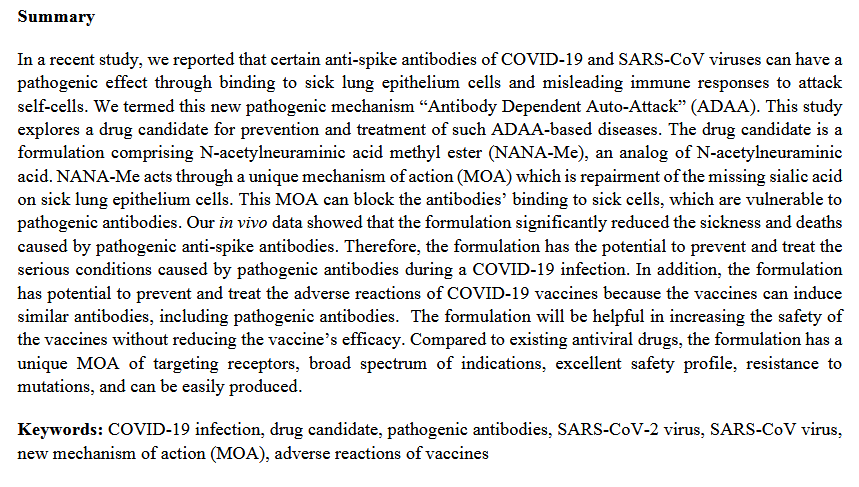 Summary
In a recent study, we reported that certain anti-spike antibodies of COVID-19 and SARS-CoV viruses can have a
pathogenic effect through binding to sick lung epithelium cells and misleading immune responses to attack
self-cells. We termed this new pathogenic mechanism “Antibody Dependent Auto-Attack” (ADAA). This study
explores a drug candidate for prevention and treatment of such ADAA-based diseases. The drug candidate is a
formulation comprising N-acetylneuraminic acid methyl ester (NANA-Me), an analog of N-acetylneuraminic
acid. NANA-Me acts through a unique mechanism of action (MOA) which is repairment of the missing sialic acid
on sick lung epithelium cells. This MOA can block the antibodies’ binding to sick cells, which are vulnerable to
pathogenic antibodies. Our in vivo data showed that the formulation significantly reduced the sickness and deaths
caused by pathogenic anti-spike antibodies. Therefore, the formulation has the potential to prevent and treat the
serious conditions caused by pathogenic antibodies during a COVID-19 infection. In addition, the formulation
has potential to prevent and treat the adverse reactions of COVID-19 vaccines because the vaccines can induce
similar antibodies, including pathogenic antibodies. The formulation will be helpful in increasing the safety of
the vaccines without reducing the vaccine’s efficacy. Compared to existing antiviral drugs, the formulation has a
unique MOA of targeting receptors, broad spectrum of indications, excellent safety profile, resistance to
mutations, and can be easily produced.
Keywords: COVID-19 infection, drug candidate, pathogenic antibodies, SARS-CoV-2 virus, SARS-CoV virus,
new mechanism of action (MOA), adverse reactions of vaccines